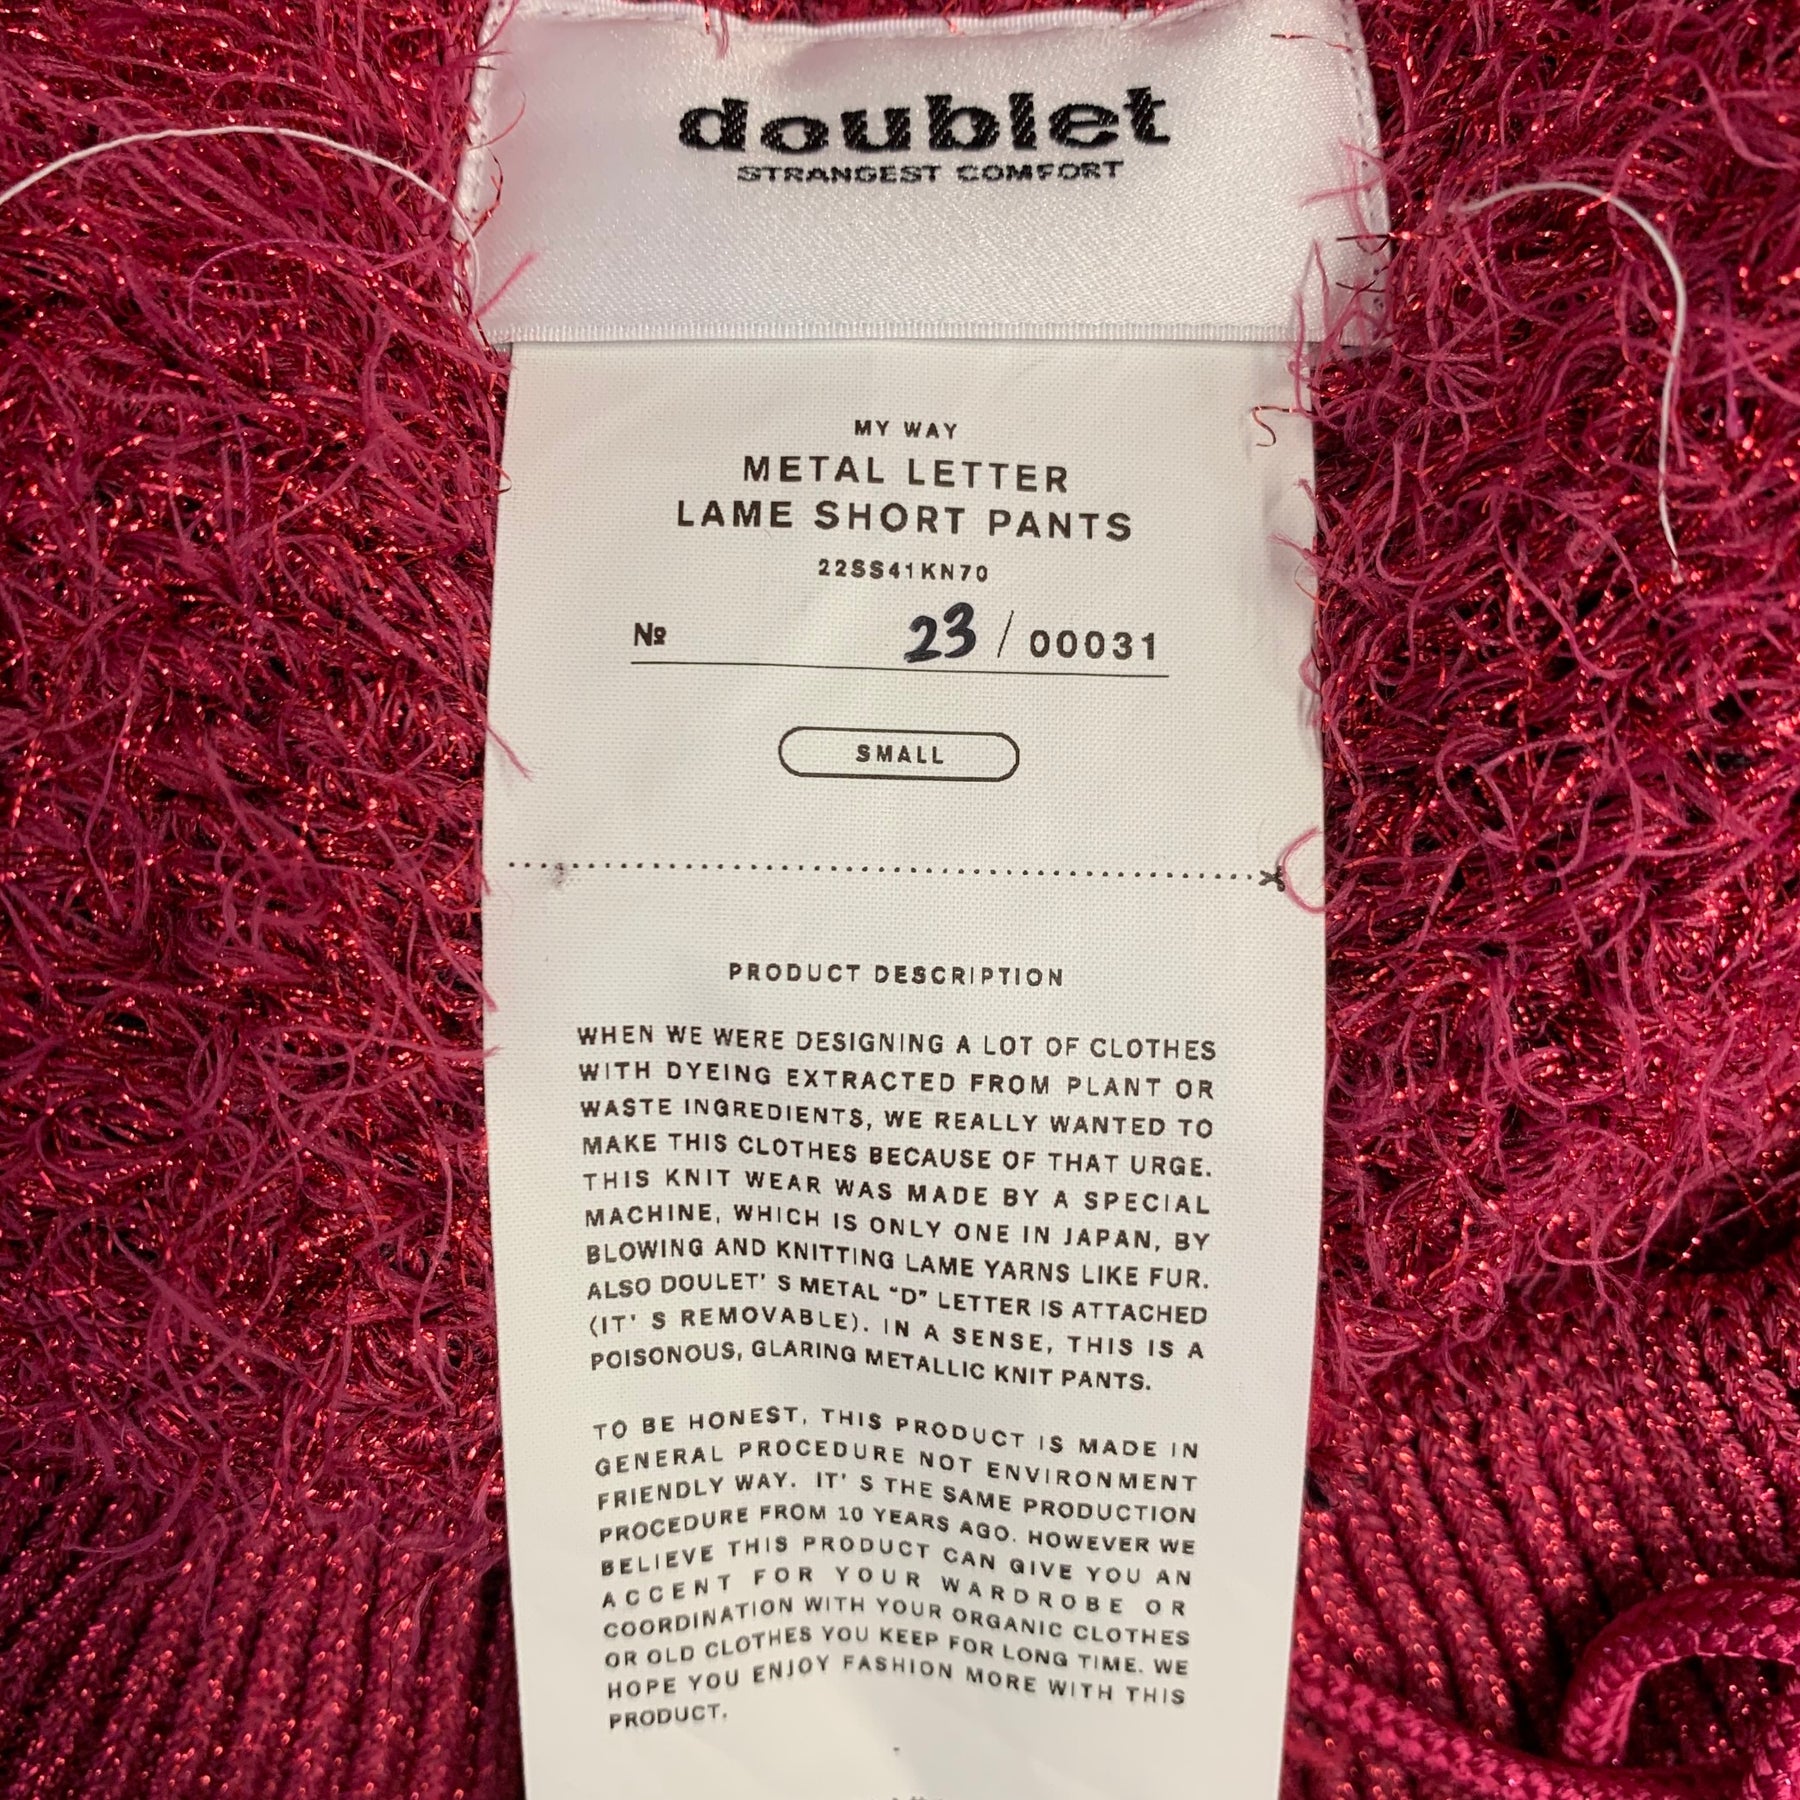 doublet
STRANGEST COMFORT
MY WAY
METAL LETTER
LAME SHORT PANTS
22SS41KN70
№ 23 / 00031
SMALL
PRODUCT DESCRIPTION
WHEN WE WERE DESIGNING A LOT OF CLOTHES
WITH DYEING EXTRACTED FROM PLANT OR
WASTE INGREDIENTS, WE REALLY WANTED TO
MAKE THIS CLOTHES BECAUSE OF THAT URGE.
THIS KNIT WEAR WAS MADE BY A SPECIAL
MACHINE, WHICH IS ONLY ONE IN JAPAN, BY
BLOWING AND KNITTING LAME YARNS LIKE FUR.
ALSO DOULET' S METAL “D” LETTER IS ATTACHED
(IT' S REMOVABLE). IN A SENSE, THIS IS A
POISONOUS, GLARING METALLIC KNIT PANTS.
TO BE HONEST, THIS PRODUCT IS MADE IN
GENERAL PROCEDURE NOT ENVIRONMENT
FRIENDLY WAY. IT' S THE SAME PRODUCTION
PROCEDURE FROM 10 YEARS AGO. HOWEVER WE
BELIEVE THIS PRODUCT CAN GIVE YOU AN
ACCENT FOR YOUR WARDROBE OR
COORDINATION WITH YOUR ORGANIC CLOTHES
OR OLD CLOTHES YOU KEEP FOR LONG TIME. WE
HOPE YOU ENJOY FASHION MORE WITH THIS
PRODUCT.